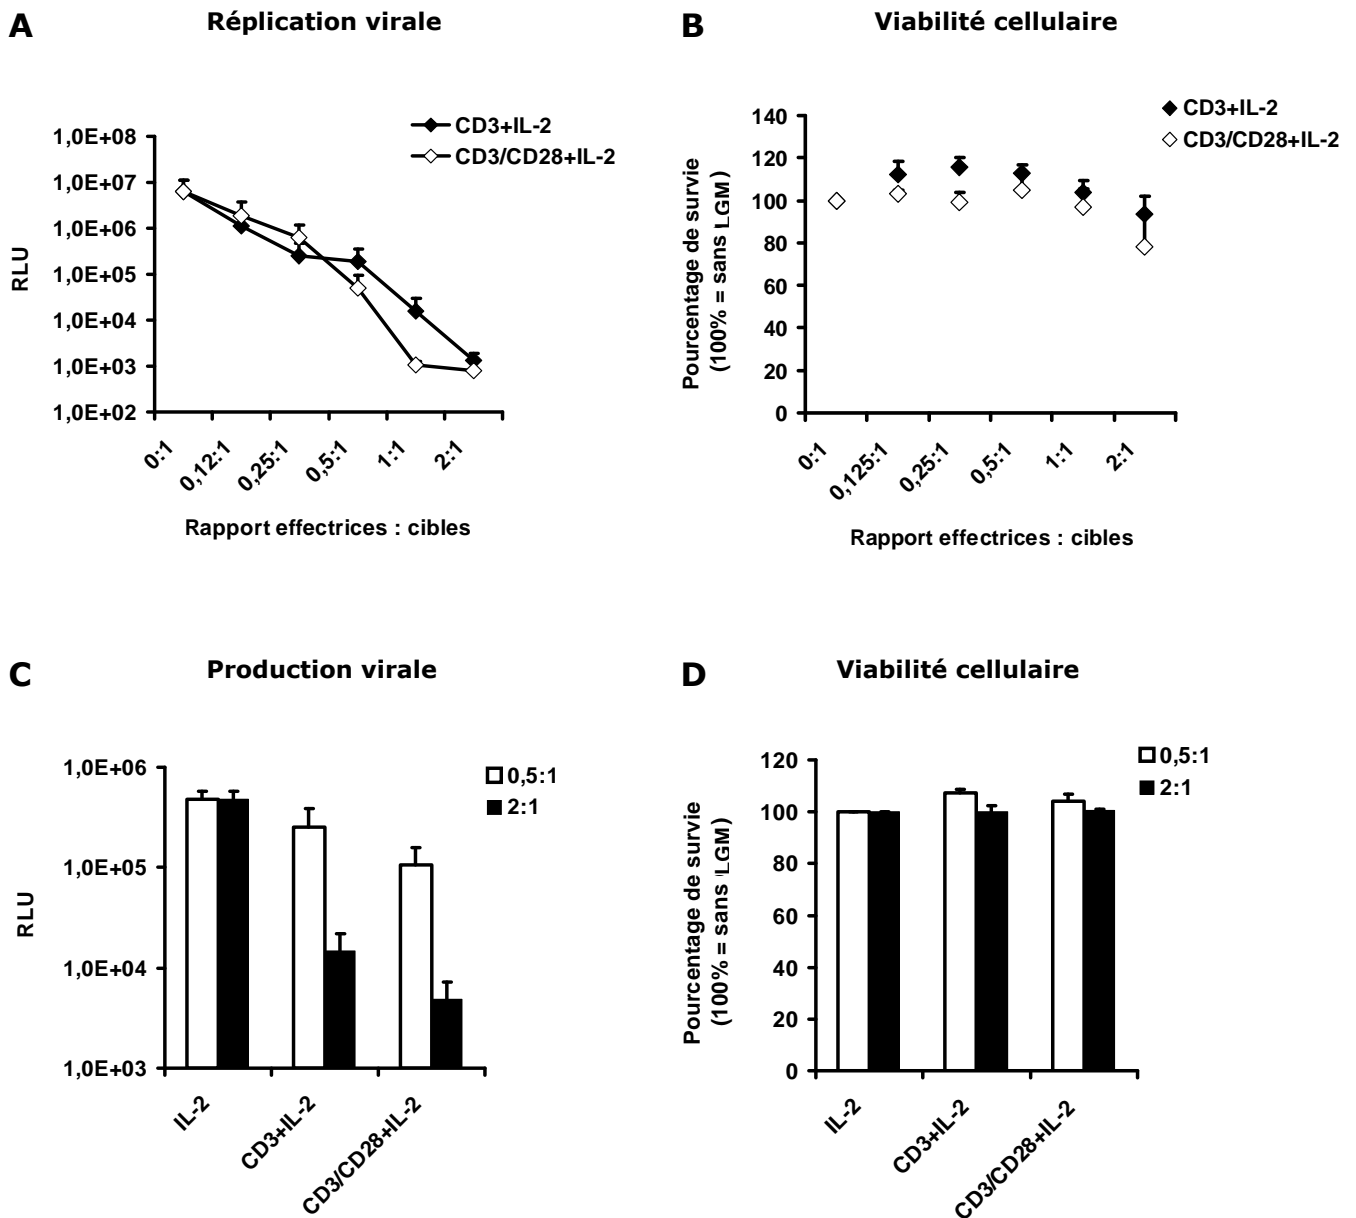 A
Réplication virale
CD3+IL-2
CD3/CD28+IL-2
1,0E+08
1,0E+07
1,0E+06
1,0E+05
1,0E+04
1,0E+03
1,0E+02
RLU
0:1
0,12:1
0,25:1
0,5:1
1:1
2:1
Rapport effectrices : cibles
B
Viabilité cellulaire
CD3+IL-2
CD3/CD28+IL-2
140
120
100
80
60
40
20
0
Pourcentage de survie
(100% = sans LGM)
0:1
0,125:1
0,25:1
0,5:1
1:1
2:1
Rapport effectrices : cibles
C
Production virale
0,5:1
2:1
1,0E+06
1,0E+05
1,0E+04
1,0E+03
RLU
IL-2
CD3+IL-2
CD3/CD28+IL-2
D
Viabilité cellulaire
0,5:1
2:1
120
100
80
60
40
20
0
Pourcentage de survie
(100% = sans LGM)
IL-2
CD3+IL-2
CD3/CD28+IL-2